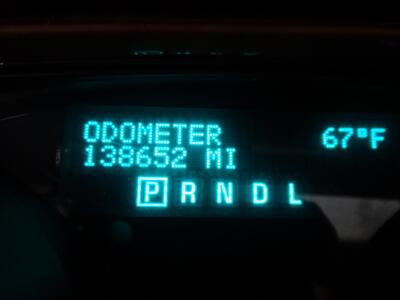 ODOMETER 67°F
138652 MI
P R N D L